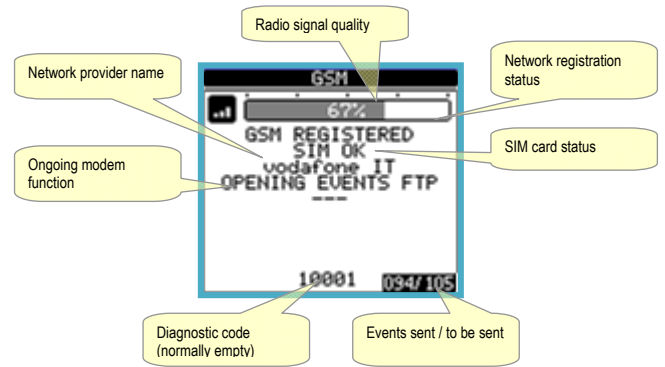 Radio signal quality
Network provider name
Network registration
status
GSM
67%
GSM REGISTERED
SIM OK
vodafone IT
OPENING EVENTS FTP
---
SIM card status
Ongoing modem
function
10001
094/105
Diagnostic code
(normally empty)
Events sent / to be sent